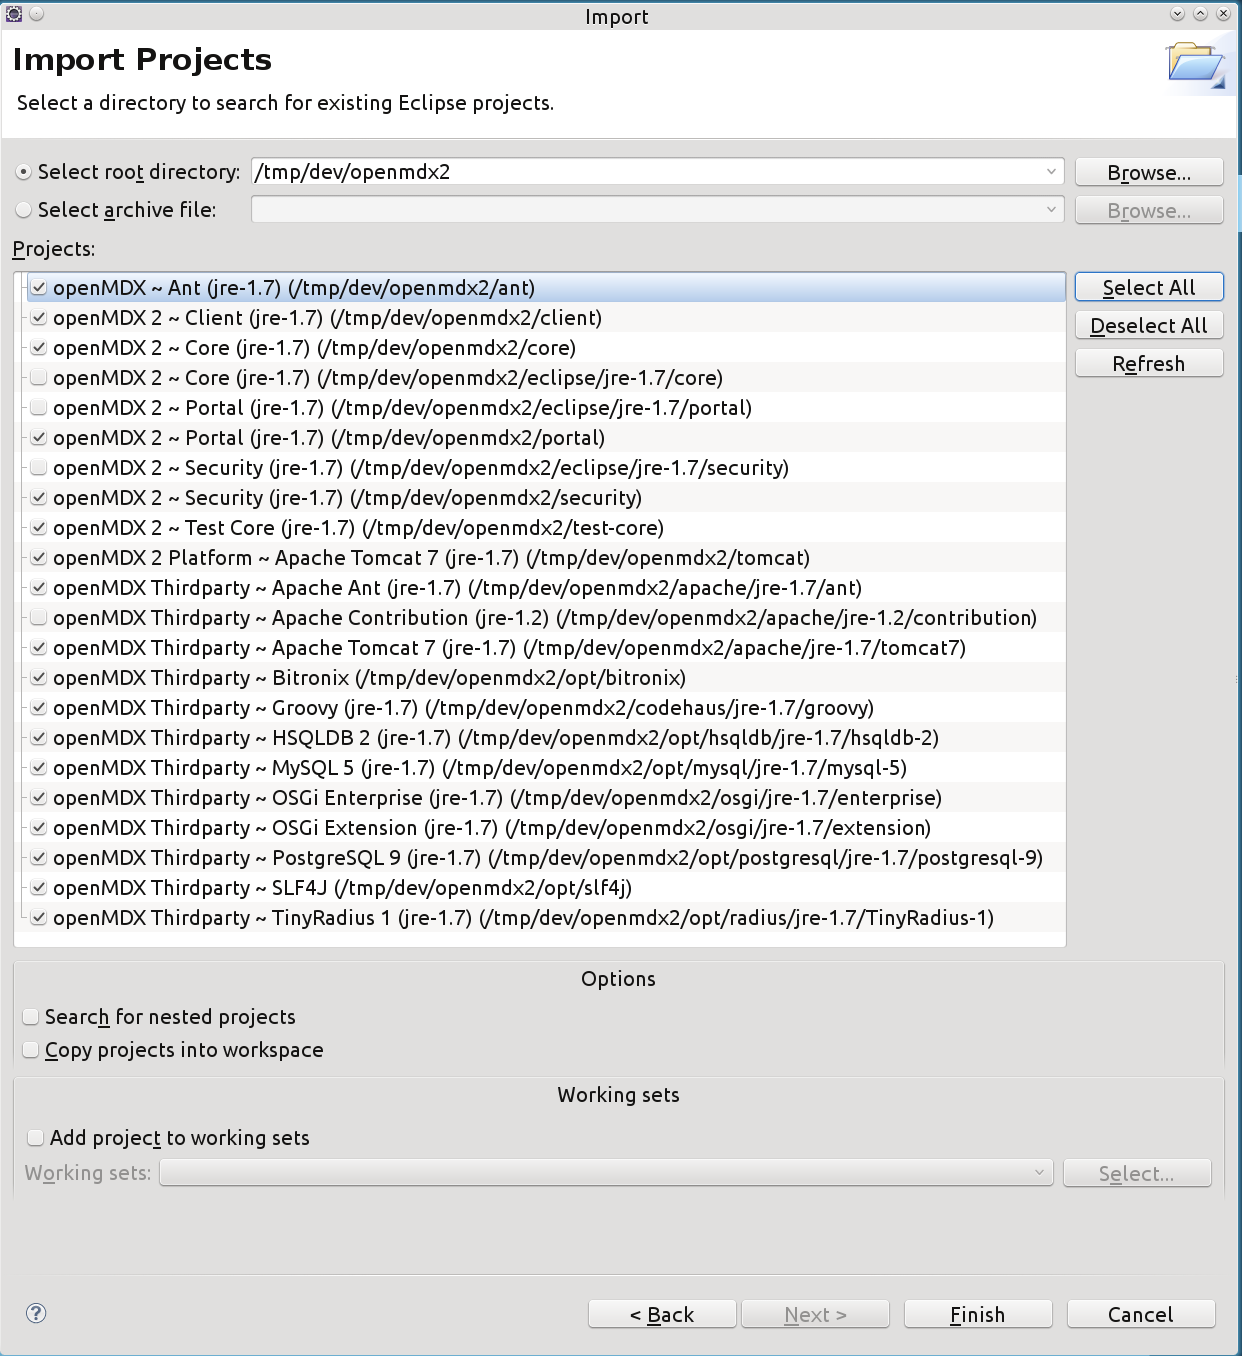 Import
Import Projects
Select a directory to search for existing Eclipse projects.
Select root directory: /tmp/dev/openmdx2 Browse...
Select archive file: Browse...
Projects:
openMDX ~ Ant (jre-1.7) (/tmp/dev/openmdx2/ant) Select All
openMDX 2 ~ Client (jre-1.7) (/tmp/dev/openmdx2/client) Deselect All
openMDX 2 ~ Core (jre-1.7) (/tmp/dev/openmdx2/core) Refresh
openMDX 2 ~ Core (jre-1.7) (/tmp/dev/openmdx2/eclipse/jre-1.7/core)
openMDX 2 ~ Portal (jre-1.7) (/tmp/dev/openmdx2/eclipse/jre-1.7/portal)
openMDX 2 ~ Portal (jre-1.7) (/tmp/dev/openmdx2/portal)
openMDX 2 ~ Security (jre-1.7) (/tmp/dev/openmdx2/eclipse/jre-1.7/security)
openMDX 2 ~ Security (jre-1.7) (/tmp/dev/openmdx2/security)
openMDX 2 ~ Test Core (jre-1.7) (/tmp/dev/openmdx2/test-core)
openMDX 2 Platform ~ Apache Tomcat 7 (jre-1.7) (/tmp/dev/openmdx2/tomcat)
openMDX Thirdparty ~ Apache Ant (jre-1.7) (/tmp/dev/openmdx2/apache/jre-1.7/ant)
openMDX Thirdparty ~ Apache Contribution (jre-1.2) (/tmp/dev/openmdx2/apache/jre-1.2/contribution)
openMDX Thirdparty ~ Apache Tomcat 7 (jre-1.7) (/tmp/dev/openmdx2/apache/jre-1.7/tomcat7)
openMDX Thirdparty ~ Bitronix (/tmp/dev/openmdx2/opt/bitronix)
openMDX Thirdparty ~ Groovy (jre-1.7) (/tmp/dev/openmdx2/codehaus/jre-1.7/groovy)
openMDX Thirdparty ~ HSQLDB 2 (jre-1.7) (/tmp/dev/openmdx2/opt/hsqldb/jre-1.7/hsqldb-2)
openMDX Thirdparty ~ MySQL 5 (jre-1.7) (/tmp/dev/openmdx2/opt/mysql/jre-1.7/mysql-5)
openMDX Thirdparty ~ OSGi Enterprise (jre-1.7) (/tmp/dev/openmdx2/osgi/jre-1.7/enterprise)
openMDX Thirdparty ~ OSGi Extension (jre-1.7) (/tmp/dev/openmdx2/osgi/jre-1.7/extension)
openMDX Thirdparty ~ PostgreSQL 9 (jre-1.7) (/tmp/dev/openmdx2/opt/postgresql/jre-1.7/postgresql-9)
openMDX Thirdparty ~ SLF4J (/tmp/dev/openmdx2/opt/slf4j)
openMDX Thirdparty ~ TinyRadius 1 (jre-1.7) (/tmp/dev/openmdx2/opt/radius/jre-1.7/TinyRadius-1)
Options
Search for nested projects
Copy projects into workspace
Working sets
Add project to working sets
Working sets: Select...
? < Back Next > Finish Cancel